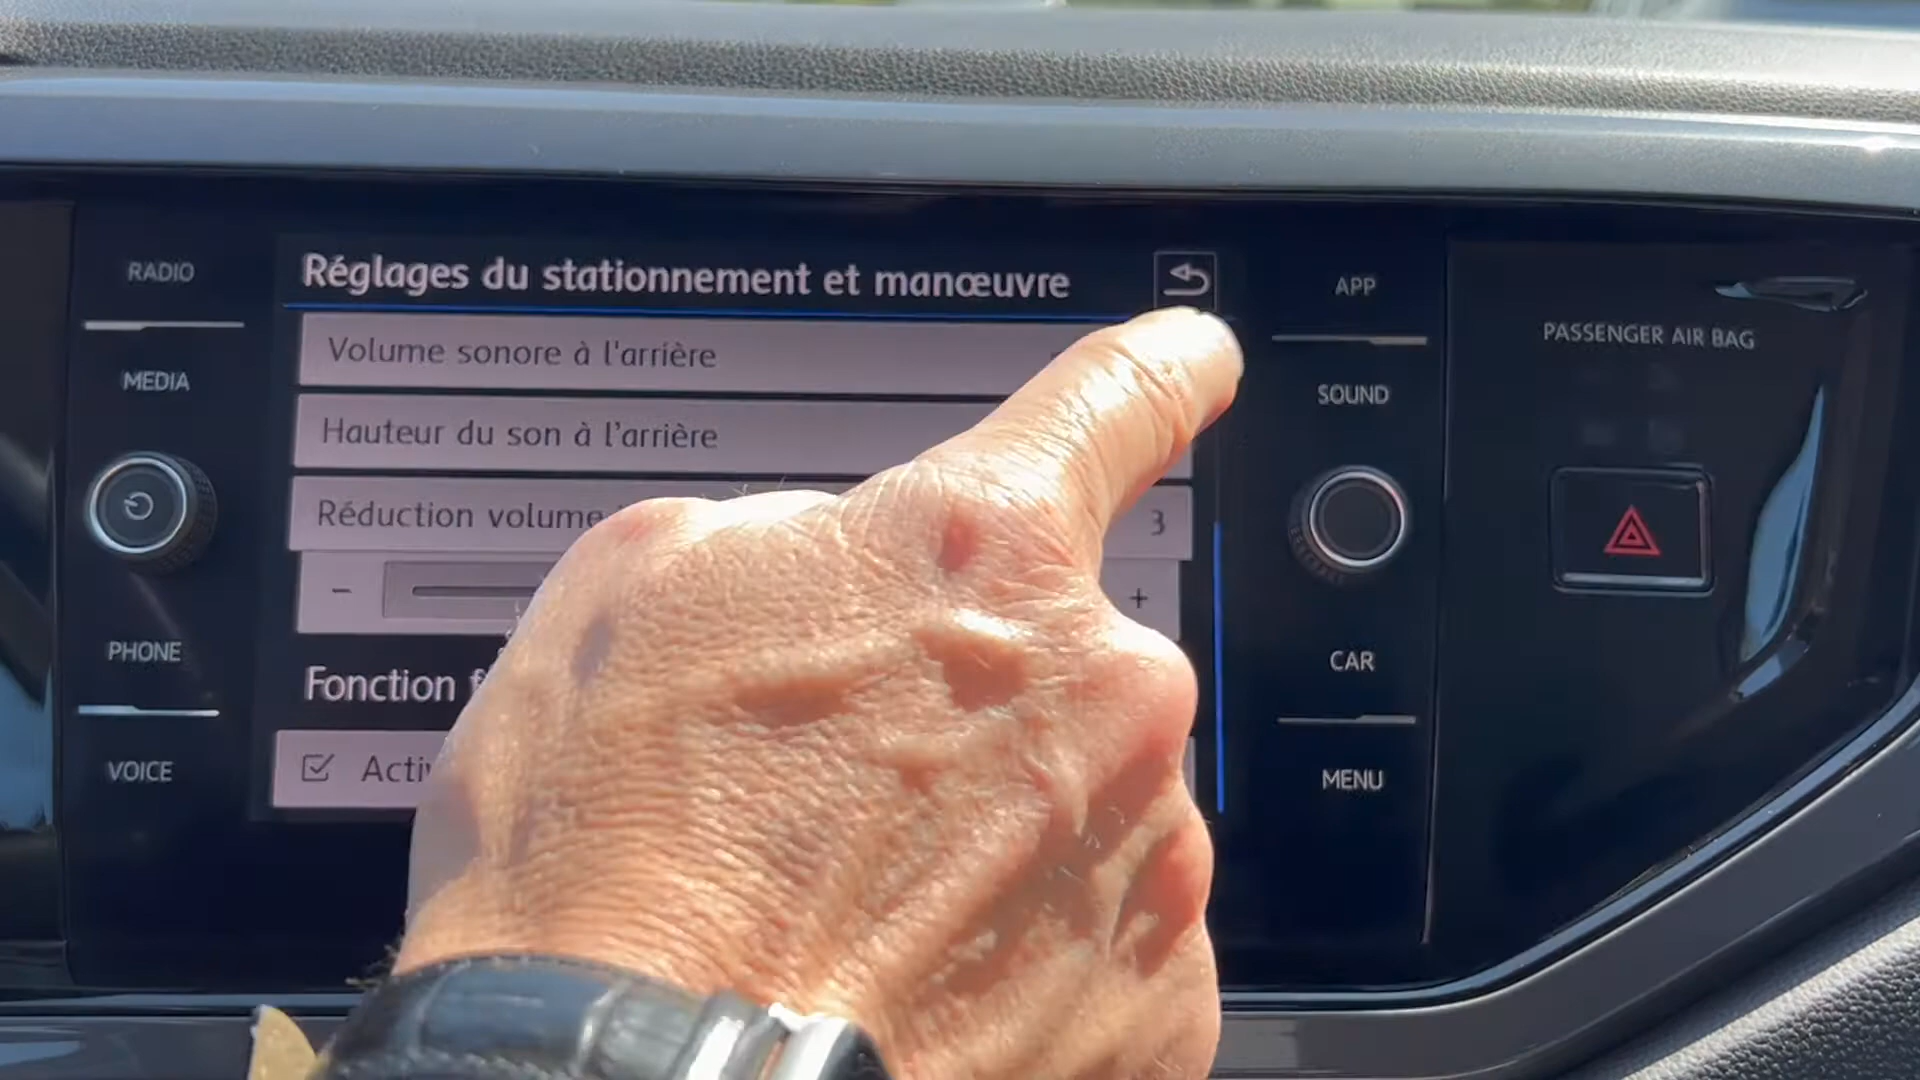 RADIO
MEDIA
PHONE
VOICE
Réglages du stationnement et manœuvre
Volume sonore à l'arrière
Hauteur du son à l'arrière
Réduction volume
3
- +
Fonction
APP
SOUND
CAR
MENU
PASSENGER AIR BAG